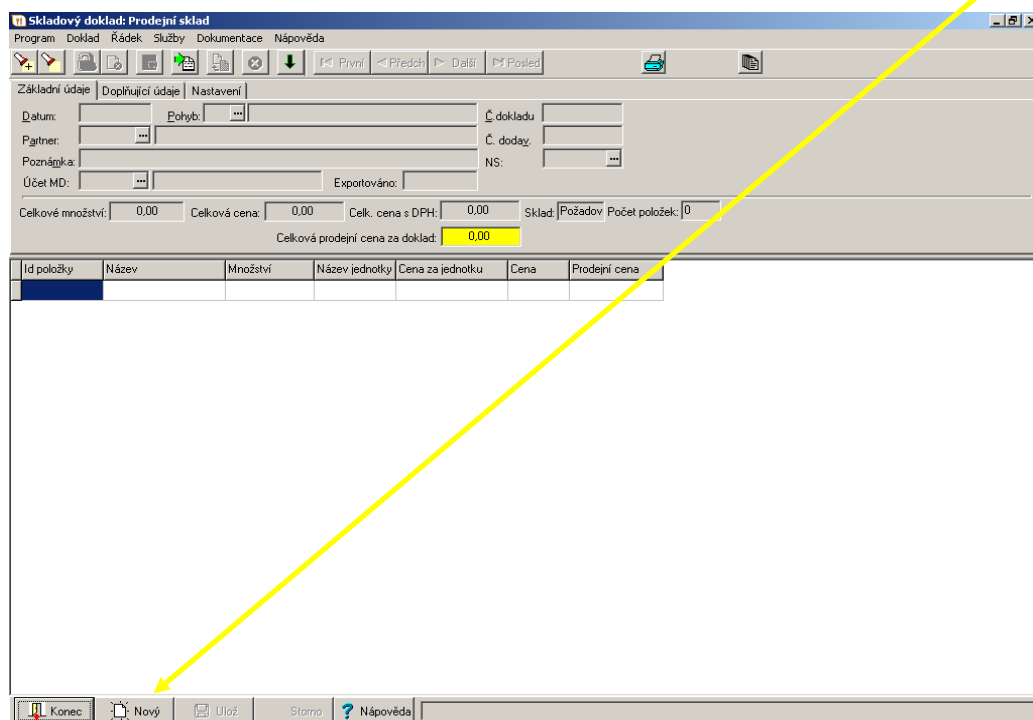 Skladový doklad: Prodejní sklad
Program Doklad Řádek Služby Dokumentace Nápověda
První Předch Další Posled
Základní údaje Doplňující údaje Nastavení
Datum: Pohyb: ... Č.dokladu
Partner: ... Č. dodav.
Poznámka: NS: ...
Účet MD: ... Exportováno:
Celkové množství: 0,00 Celková cena: 0,00 Celk. cena s DPH: 0,00 Sklad: Požadov Počet položek: 0
Celková prodejní cena za doklad: 0,00
Id položky Název Množství Název jednotky Cena za jednotku Cena Prodejní cena
Konec Nový Ulož Storno Nápověda